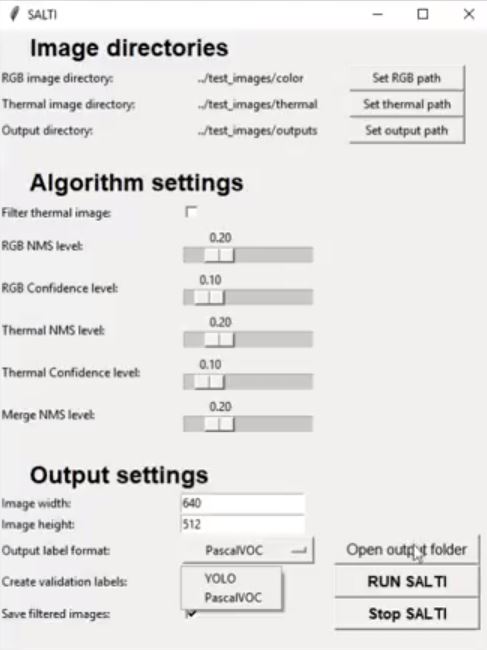 SALTI
Image directories
RGB image directory: ../test_images/color Set RGB path
Thermal image directory: ../test_images/thermal Set thermal path
Output directory: ../test_images/outputs Set output path
Algorithm settings
Filter thermal image:
0.20
RGB NMS level:
0.10
RGB Confidence level:
0.20
Thermal NMS level:
0.10
Thermal Confidence level:
0.20
Merge NMS level:
Output settings
Image width: 640
Image height: 512
Output label format: PascalVOC Open output folder
YOLO
Create validation labels: RUN SALTI
PascalVOC
Save filtered images: Stop SALTI